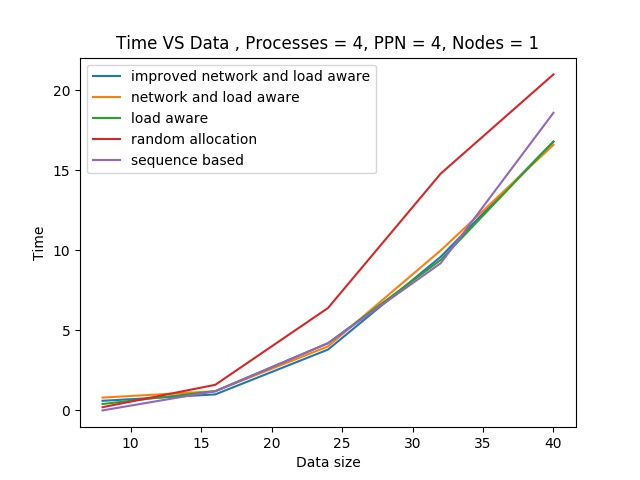 Time VS Data , Processes = 4, PPN = 4, Nodes = 1
improved network and load aware
network and load aware
load aware
random allocation
sequence based
20
15
10
5
0
Time
10 15 20 25 30 35 40
Data size